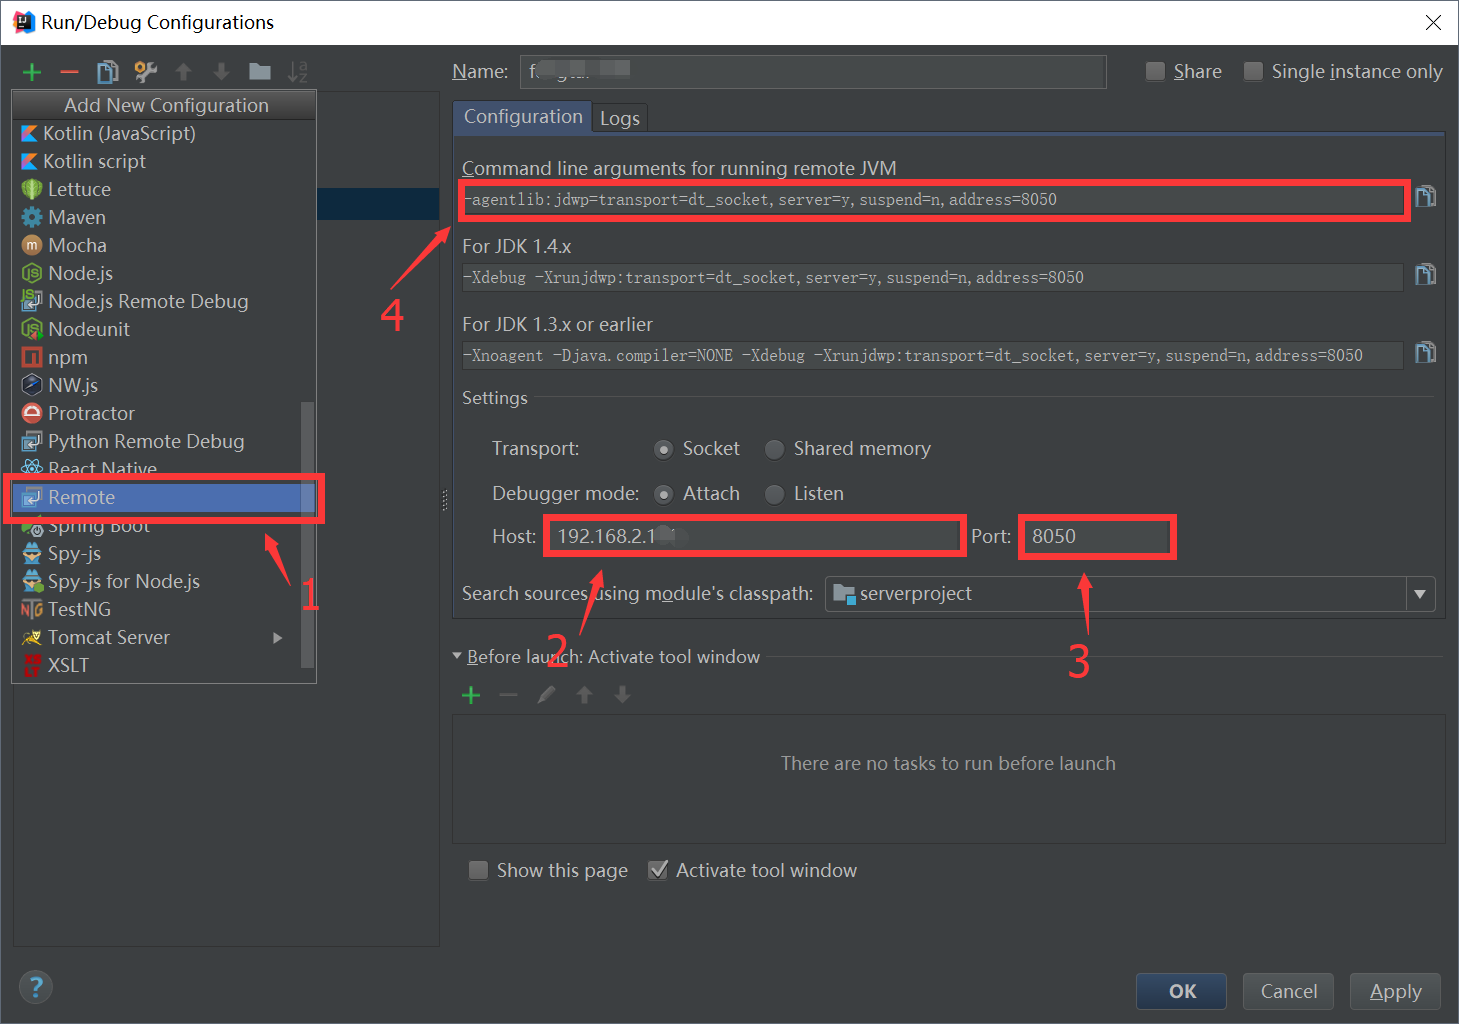 Run/Debug Configurations
Name:
Share
Single instance only
Add New Configuration
Kotlin (JavaScript)
Kotlin script
Lettuce
Maven
Mocha
Node.js
Node.js Remote Debug
Nodeunit
npm
NW.js
Protractor
Python Remote Debug
React Native
Remote
Spring Boot
Spy-js
Spy-js for Node.js
TestNG
Tomcat Server
XSLT
1
Configuration
Logs
Command line arguments for running remote JVM
-agentlib:jdwp=transport=dt_socket,server=y,suspend=n,address=8050
4
For JDK 1.4.x
-Xdebug -Xrunjdwp:transport=dt_socket,server=y,suspend=n,address=8050
For JDK 1.3.x or earlier
-Xnoagent -Djava.compiler=NONE -Xdebug -Xrunjdwp:transport=dt_socket,server=y,suspend=n,address=8050
Settings
Transport: Socket Shared memory
Debugger mode: Attach Listen
Host: 192.168.2.1 Port: 8050
Search sources using module's classpath: serverproject
2
3
Before launch: Activate tool window
There are no tasks to run before launch
Show this page Activate tool window
?
OK Cancel Apply